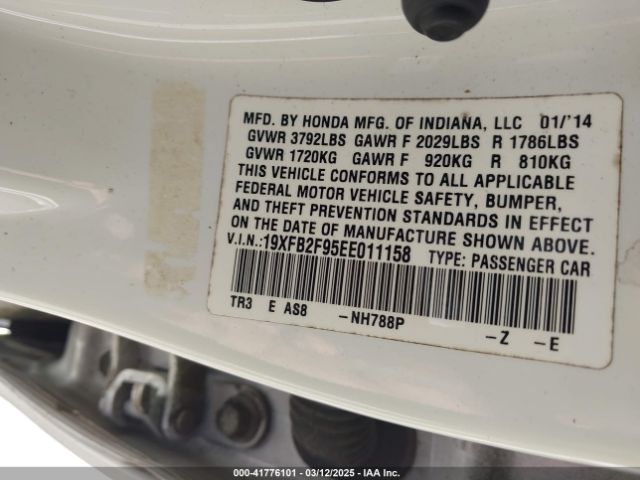 MFD. BY HONDA MFG. OF INDIANA, LLC 01/'14
GVWR 3792LBS GAWR F 2029LBS R 1786LBS
GVWR 1720KG GAWR F 920KG R 810KG
THIS VEHICLE CONFORMS TO ALL APPLICABLE
FEDERAL MOTOR VEHICLE SAFETY, BUMPER,
AND THEFT PREVENTION STANDARDS IN EFFECT
ON THE DATE OF MANUFACTURE SHOWN ABOVE.
V.I.N.:19XFB2F95EE011158 TYPE: PASSENGER CAR
TR3 E AS8 -NH788P -Z -E
000-41776101 - 03/12/2025 - IAA Inc.